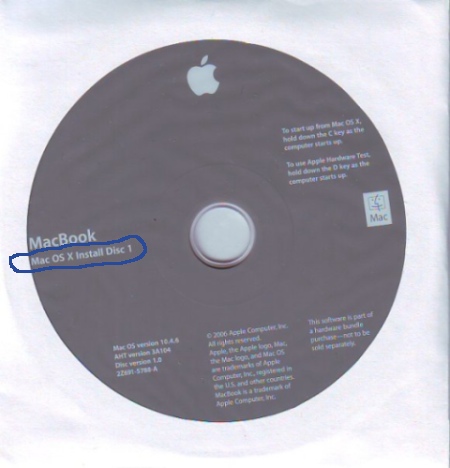 To start up from Mac OS X,
hold down the C key as the
computer starts up.
To use Apple Hardware Test,
hold down the D key as the
computer starts up.
Mac
MacBook
Mac OS X Install Disc 1
Mac OS version 10.4.6
AHT version 3A104
Disc version 1.0
2Z691-5768-A
© 2006 Apple Computer, Inc.
All rights reserved.
Apple, the Apple logo, Mac,
the Mac logo, and Mac OS
are trademarks of Apple
Computer, Inc., registered in
the U.S. and other countries.
MacBook is a trademark of
Apple Computer, Inc.
This software is part of
a hardware bundle
purchase—not to be
sold separately.